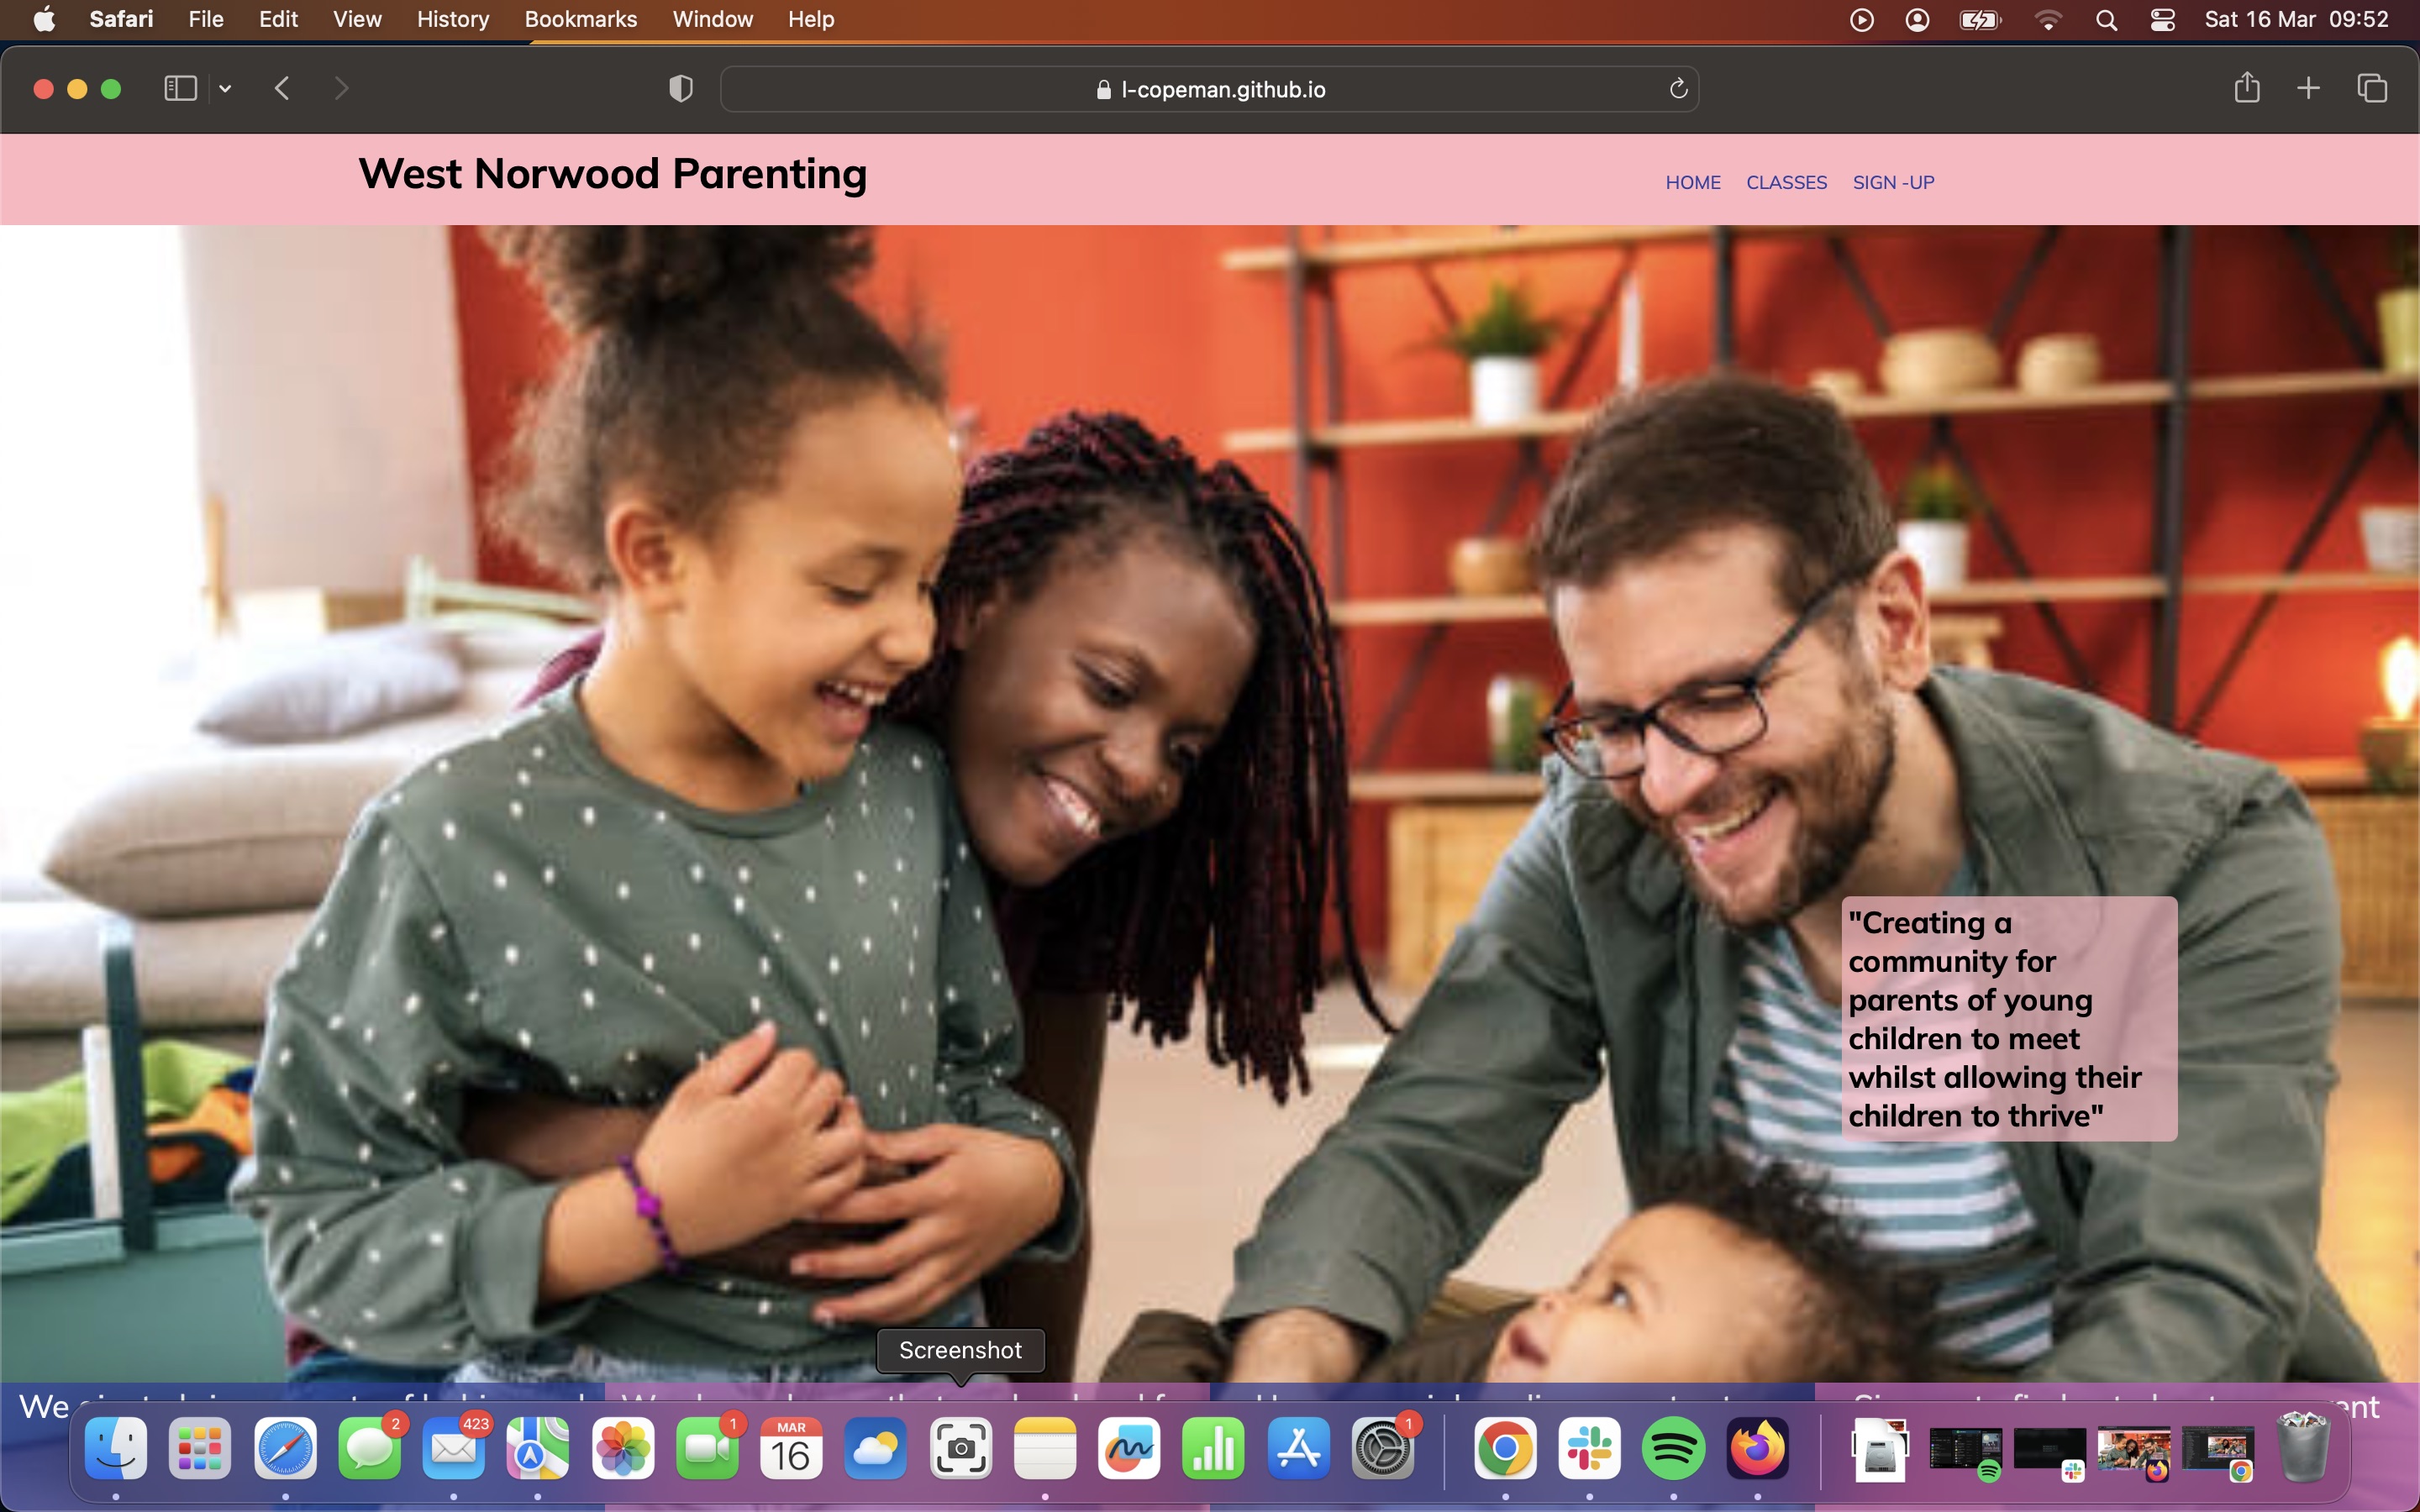 Safari File Edit View History Bookmarks Window Help Sat 16 Mar 09:52
l-copeman.github.io
West Norwood Parenting
HOME CLASSES SIGN -UP
"Creating a
community for
parents of young
children to meet
whilst allowing their
children to thrive"
Screenshot
We
2
423
1
MAR
16
1